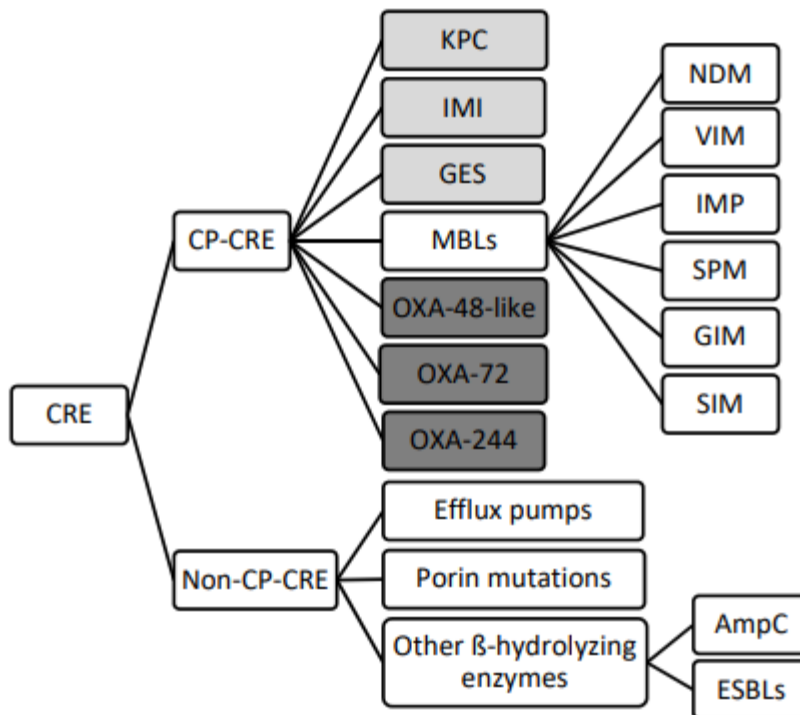 KPC
IMI
GES
MBLs
OXA-48-like
OXA-72
OXA-244
NDM
VIM
IMP
SPM
GIM
SIM
CP-CRE
CRE
Non-CP-CRE
Efflux pumps
Porin mutations
Other ß-hydrolyzing
enzymes
AmpC
ESBLs